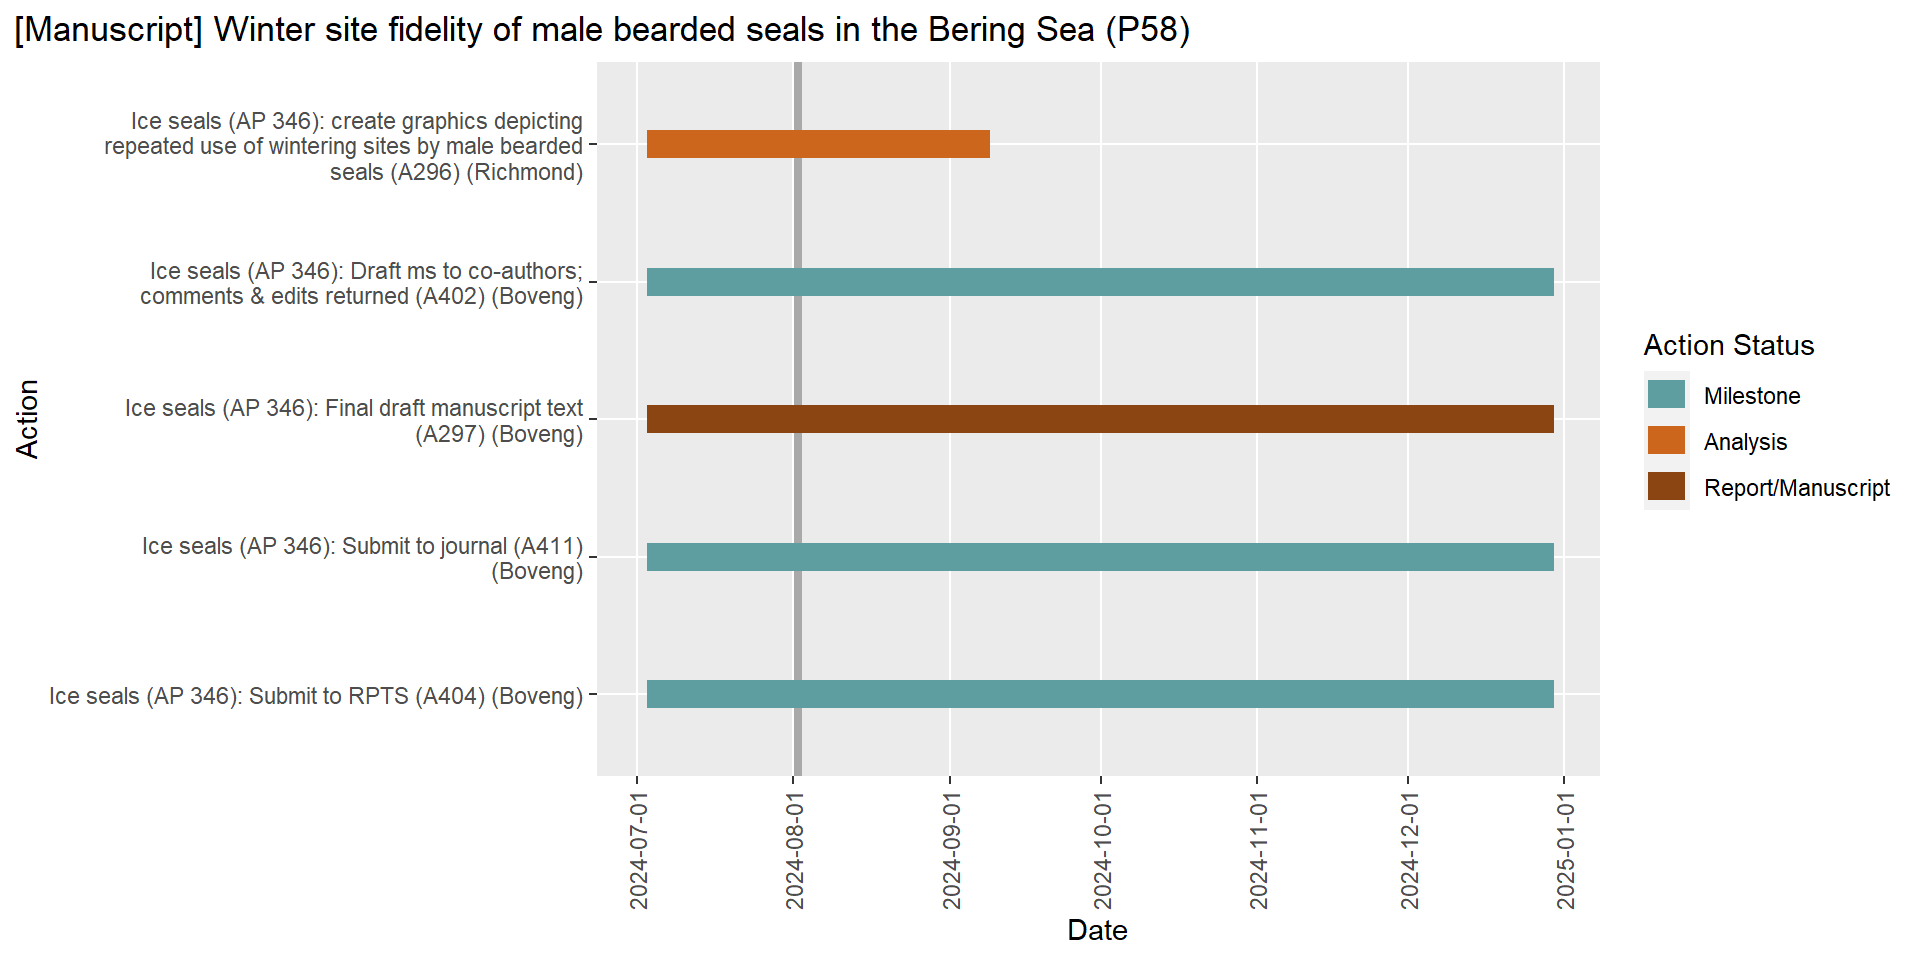 [Manuscript] Winter site fidelity of male bearded seals in the Bering Sea (P58)
Action
Ice seals (AP 346): create graphics depicting
repeated use of wintering sites by male bearded
seals (A296) (Richmond)
Ice seals (AP 346): Draft ms to co-authors;
comments & edits returned (A402) (Boveng)
Ice seals (AP 346): Final draft manuscript text
(A297) (Boveng)
Ice seals (AP 346): Submit to journal (A411)
(Boveng)
Ice seals (AP 346): Submit to RPTS (A404) (Boveng)
2024-07-01
2024-08-01
2024-09-01
2024-10-01
2024-11-01
2024-12-01
2025-01-01
Date
Action Status
Milestone
Analysis
Report/Manuscript